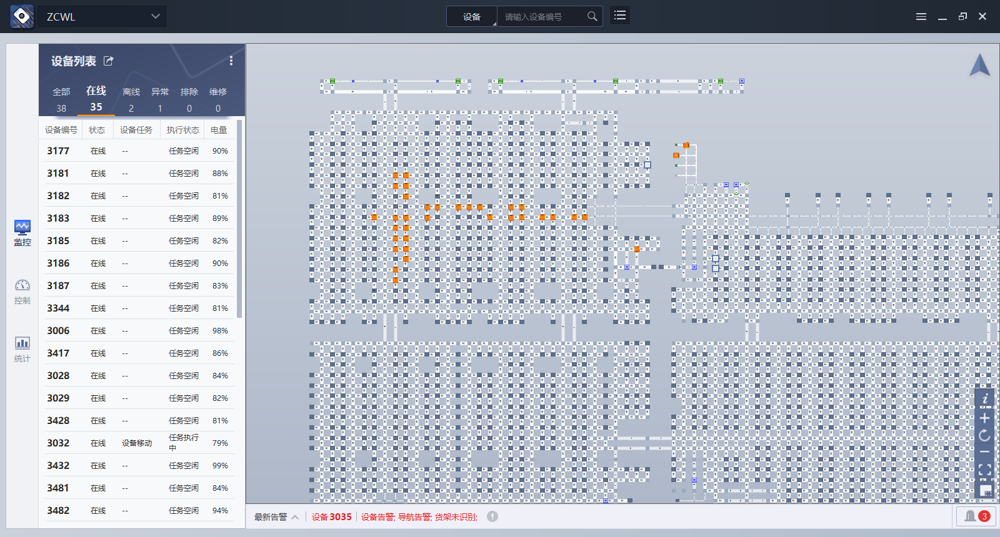 ZCWL
设备
请输入设备编号
设备列表
全部 在线 离线 异常 排除 维修
38 35 2 1 0 0
设备编号 状态 设备任务 执行状态 电量
3177 在线 -- 任务空闲 90%
3181 在线 -- 任务空闲 88%
3182 在线 -- 任务空闲 81%
3183 在线 -- 任务空闲 89%
3185 在线 -- 任务空闲 82%
3186 在线 -- 任务空闲 90%
3187 在线 -- 任务空闲 83%
3344 在线 -- 任务空闲 81%
3006 在线 -- 任务空闲 98%
3417 在线 -- 任务空闲 86%
3028 在线 -- 任务空闲 84%
3029 在线 -- 任务空闲 82%
3428 在线 -- 任务空闲 81%
3032 在线 设备移动 任务执行中 79%
3432 在线 -- 任务空闲 99%
3481 在线 -- 任务空闲 84%
3482 在线 -- 任务空闲 94%
监控
控制
统计
最新告警 设备 3035 设备告警; 导航告警; 货架未识别;
3